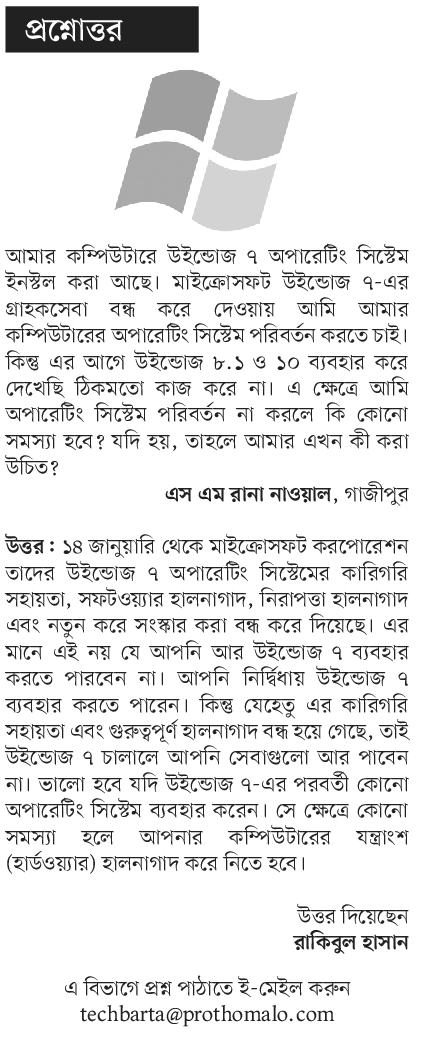 প্রশ্নোত্তর
আমার কম্পিউটারে উইন্ডোজ ৭ অপারেটিং সিস্টেম
ইনস্টল করা আছে। মাইক্রোসফট উইন্ডোজ ৭-এর
গ্রাহকসেবা বন্ধ করে দেওয়ায় আমি আমার
কম্পিউটারের অপারেটিং সিস্টেম পরিবর্তন করতে চাই।
কিন্তু এর আগে উইন্ডোজ ৮.১ ও ১০ ব্যবহার করে
দেখেছি ঠিকমতো কাজ করে না। এ ক্ষেত্রে আমি
অপারেটিং সিস্টেম পরিবর্তন না করলে কি কোনো
সমস্যা হবে? যদি হয়, তাহলে আমার এখন কী করা
উচিত?
এস এম রানা নাওয়াল, গাজীপুর
উত্তর : ১৪ জানুয়ারি থেকে মাইক্রোসফট করপোরেশন
তাদের উইন্ডোজ ৭ অপারেটিং সিস্টেমের কারিগরি
সহায়তা, সফটওয়্যার হালনাগাদ, নিরাপত্তা হালনাগাদ
এবং নতুন করে সংস্কার করা বন্ধ করে দিয়েছে। এর
মানে এই নয় যে আপনি আর উইন্ডোজ ৭ ব্যবহার
করতে পারবেন না। আপনি নির্দ্বিধায় উইন্ডোজ ৭
ব্যবহার করতে পারেন। কিন্তু যেহেতু এর কারিগরি
সহায়তা এবং গুরুত্বপূর্ণ হালনাগাদ বন্ধ হয়ে গেছে, তাই
উইন্ডোজ ৭ চালালে আপনি সেবাগুলো আর পাবেন
না। ভালো হবে যদি উইন্ডোজ ৭-এর পরবর্তী কোনো
অপারেটিং সিস্টেম ব্যবহার করেন। সে ক্ষেত্রে কোনো
সমস্যা হলে আপনার কম্পিউটারের যন্ত্রাংশ
(হার্ডওয়্যার) হালনাগাদ করে নিতে হবে।
উত্তর দিয়েছেন
রাকিবুল হাসান
এ বিভাগে প্রশ্ন পাঠাতে ই-মেইল করুন
techbarta@prothomalo.com